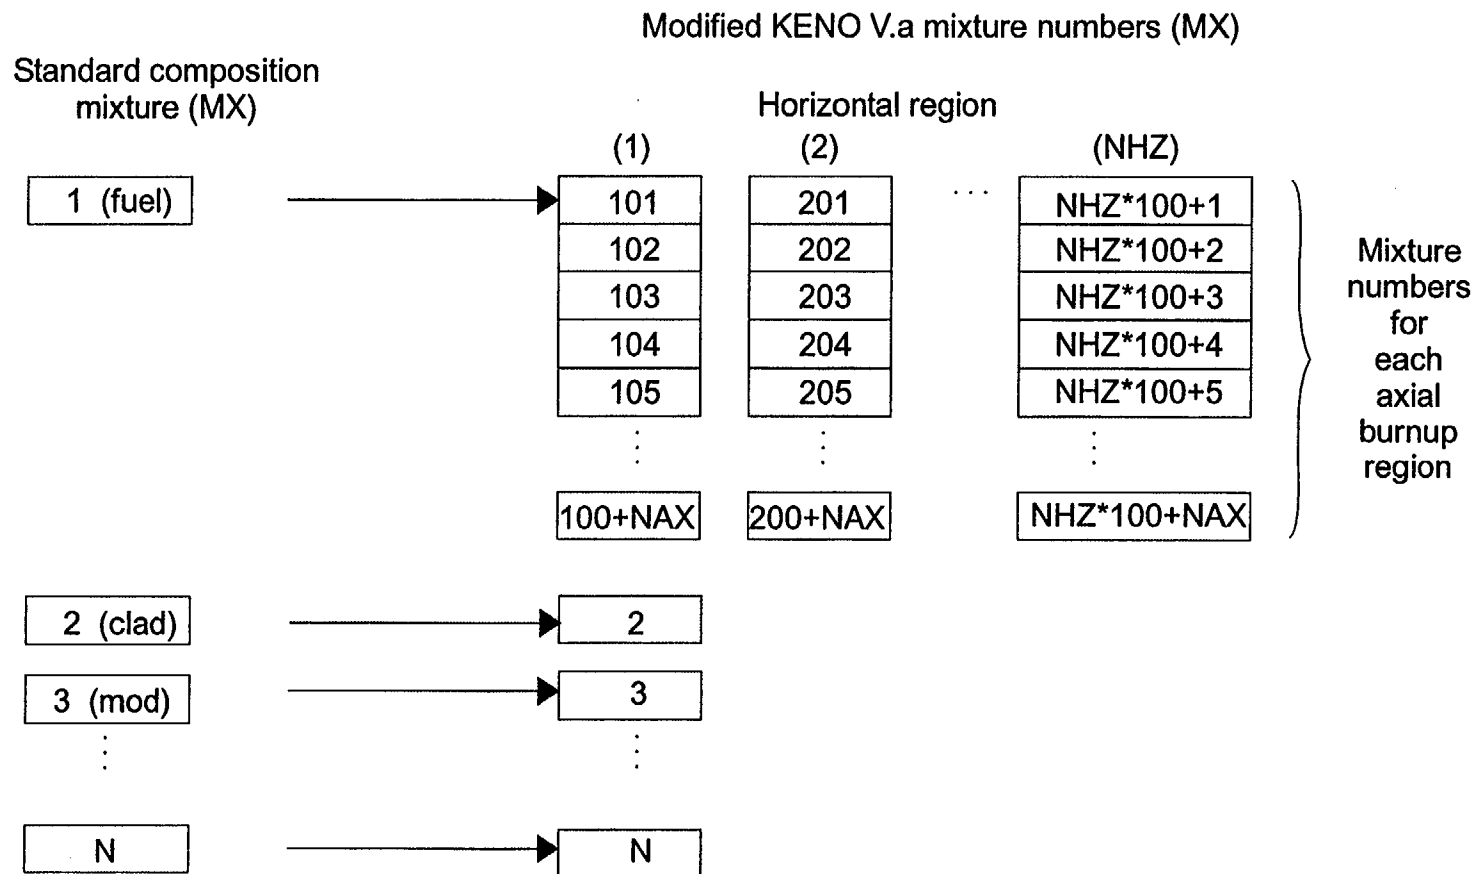 Modified KENO V.a mixture numbers (MX)
Standard composition
mixture (MX)
Horizontal region
(1) (2) (NHZ)
1 (fuel) 101 201 ... NHZ*100+1
102 202 NHZ*100+2
103 203 NHZ*100+3
104 204 NHZ*100+4
105 205 NHZ*100+5
100+NAX 200+NAX NHZ*100+NAX
Mixture
numbers
for
each
axial
burnup
region
2 (clad) 2
3 (mod) 3
N N